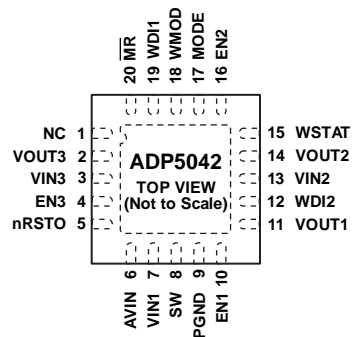 20 MR
19 WDI1
18 WMOD
17 MODE
16 EN2
NC 1
VOUT3 2
VIN3 3
EN3 4
nRSTO 5
ADP5042
TOP VIEW
(Not to Scale)
15 WSTAT
14 VOUT2
13 VIN2
12 WDI2
11 VOUT1
AVIN 6
VIN1 7
SW 8
PGND 9
EN1 10